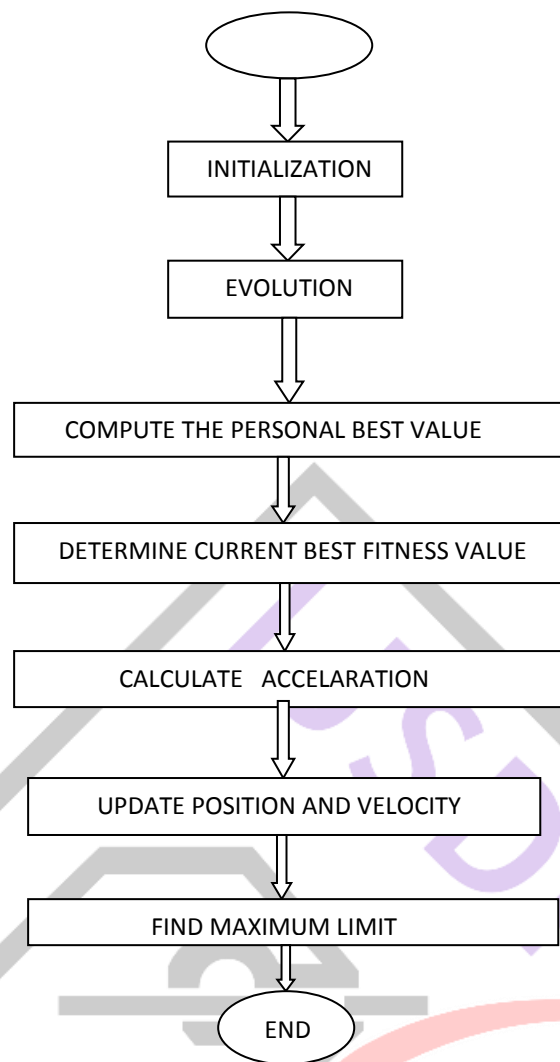 INITIALIZATION
EVOLUTION
COMPUTE THE PERSONAL BEST VALUE
DETERMINE CURRENT BEST FITNESS VALUE
CALCULATE ACCELARATION
UPDATE POSITION AND VELOCITY
FIND MAXIMUM LIMIT
END